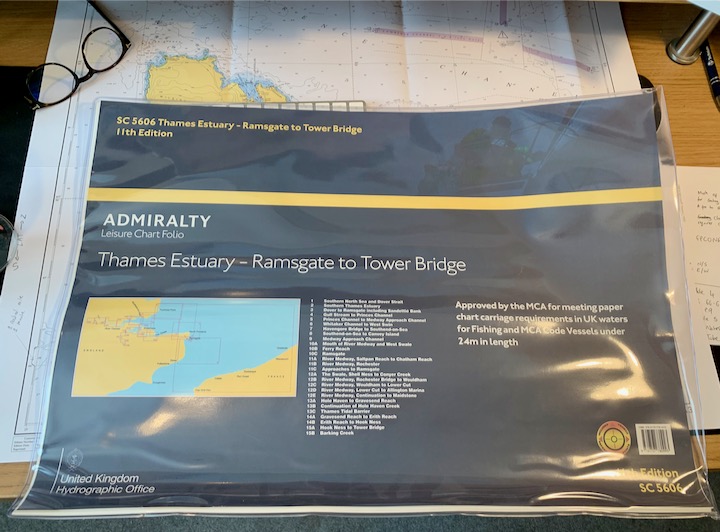 SC 5606 Thames Estuary - Ramsgate to Tower Bridge
11th Edition
ADMIRALTY
Leisure Chart Folio
Thames Estuary - Ramsgate to Tower Bridge
1 Southern North Sea and Dover Strait
2 Southern Thames Estuary
3 Dover to Ramsgate including Sandettie Bank
4 Gull Stream to Princes Channel
5 Princes Channel to Medway Approach Channel
6 Whitaker Channel to West Swin
7 Havengore Bridge to Southend-on-Sea
8 Southend-on-Sea to Canvey Island
9 Medway Approach Channel
10A Mouth of River Medway and West Swale
10B Ferry Reach
10C Ramsgate
11A River Medway, Saltpan Reach to Chatham Reach
11B River Medway, Rochester
11C Approaches to Ramsgate
12A The Swale, Shell Ness to Conyer Creek
12B River Medway, Rochester Bridge to Wouldham
12C River Medway, Wouldham to Lower Cut
12D River Medway, Lower Cut to Allington Marina
12E River Medway, Continuation to Maidstone
13A Hole Haven to Gravesend Reach
13B Continuation of Hole Haven Creek
13C Thames Tidal Barrier
14A Gravesend Reach to Erith Reach
14B Erith Reach to Hook Ness
15A Hook Ness to Tower Bridge
15B Barking Creek
Approved by the MCA for meeting paper
chart carriage requirements in UK waters
for Fishing and MCA Code Vessels under
24m in length
ENGLAND
United Kingdom
Hydrographic Office
11th Edition
SC 5606